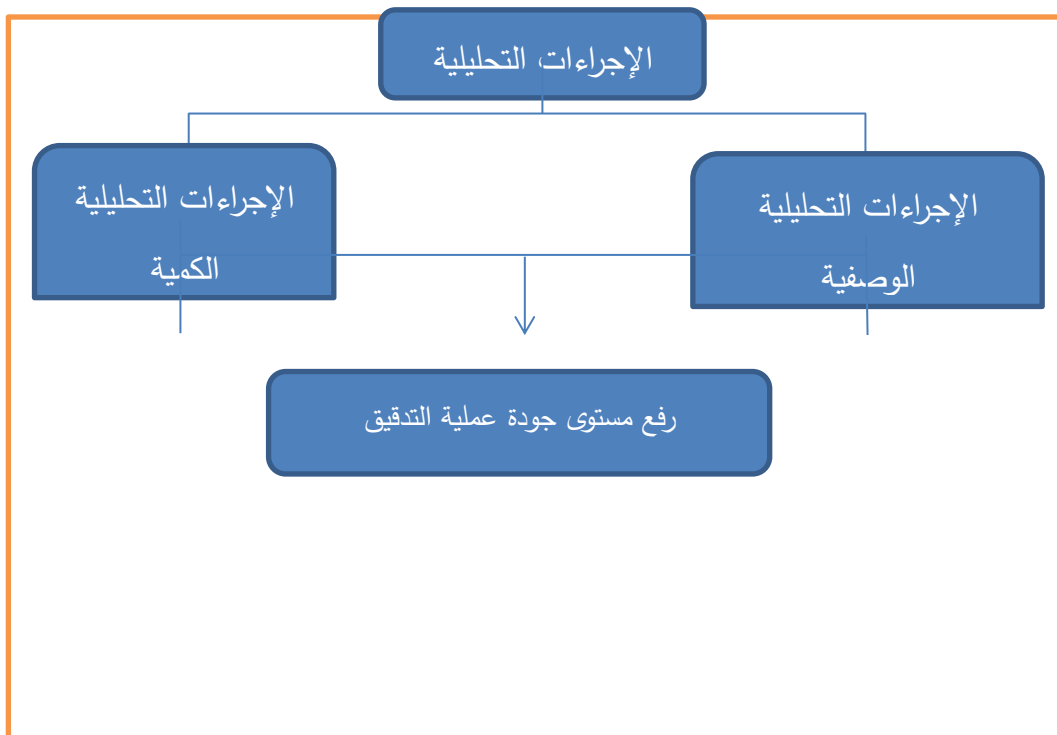 الإجراءات التحليلية
الإجراءات التحليلية
الوصفية
الإجراءات التحليلية
الكمية
رفع مستوى جودة عملية التدقيق